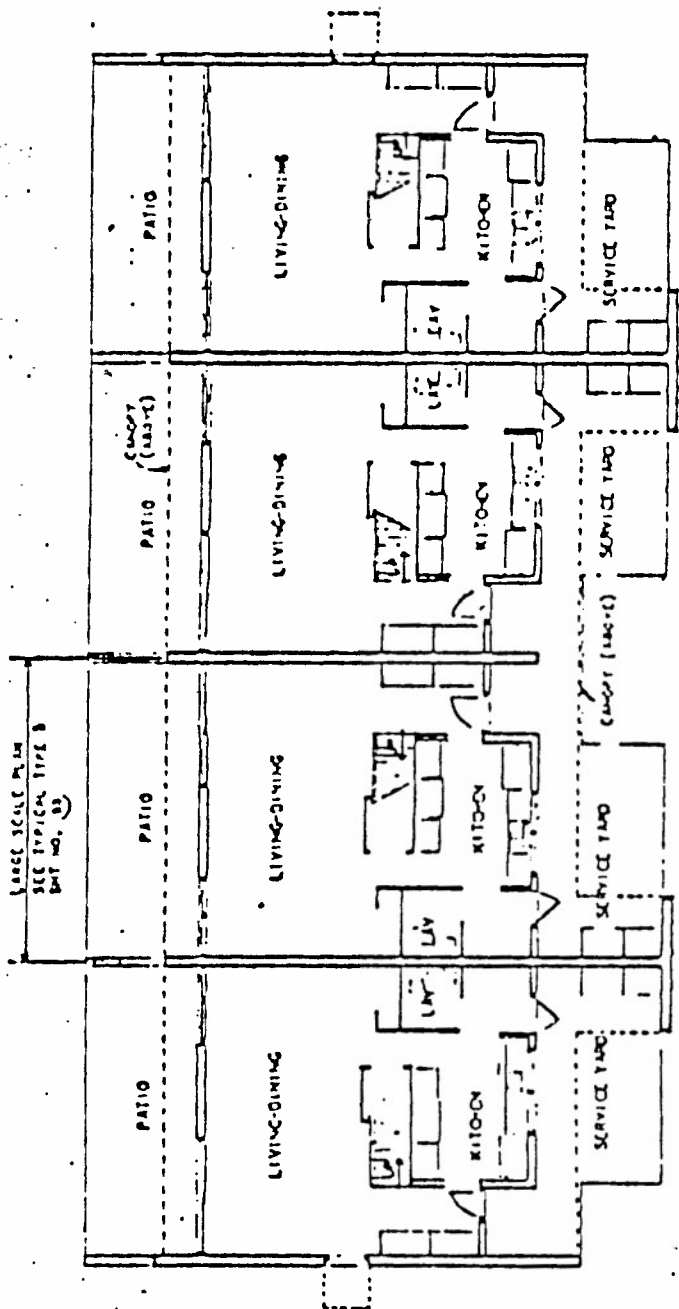 LARGE SCALE PLAN
SEE TYPICAL TYPE B
SHT NO.
PATIO
PATIO
PATIO
PATIO
CANOPY
(ABOVE)
LIVING-DINING
LIVING-DINING
LIVING-DINING
LIVING-DINING
LAV
LAV
LAV
LAV
KITCHEN
KITCHEN
KITCHEN
KITCHEN
SERVICE YARD
SERVICE YARD
SERVICE YARD
SERVICE YARD
CANOPY (ABOVE)